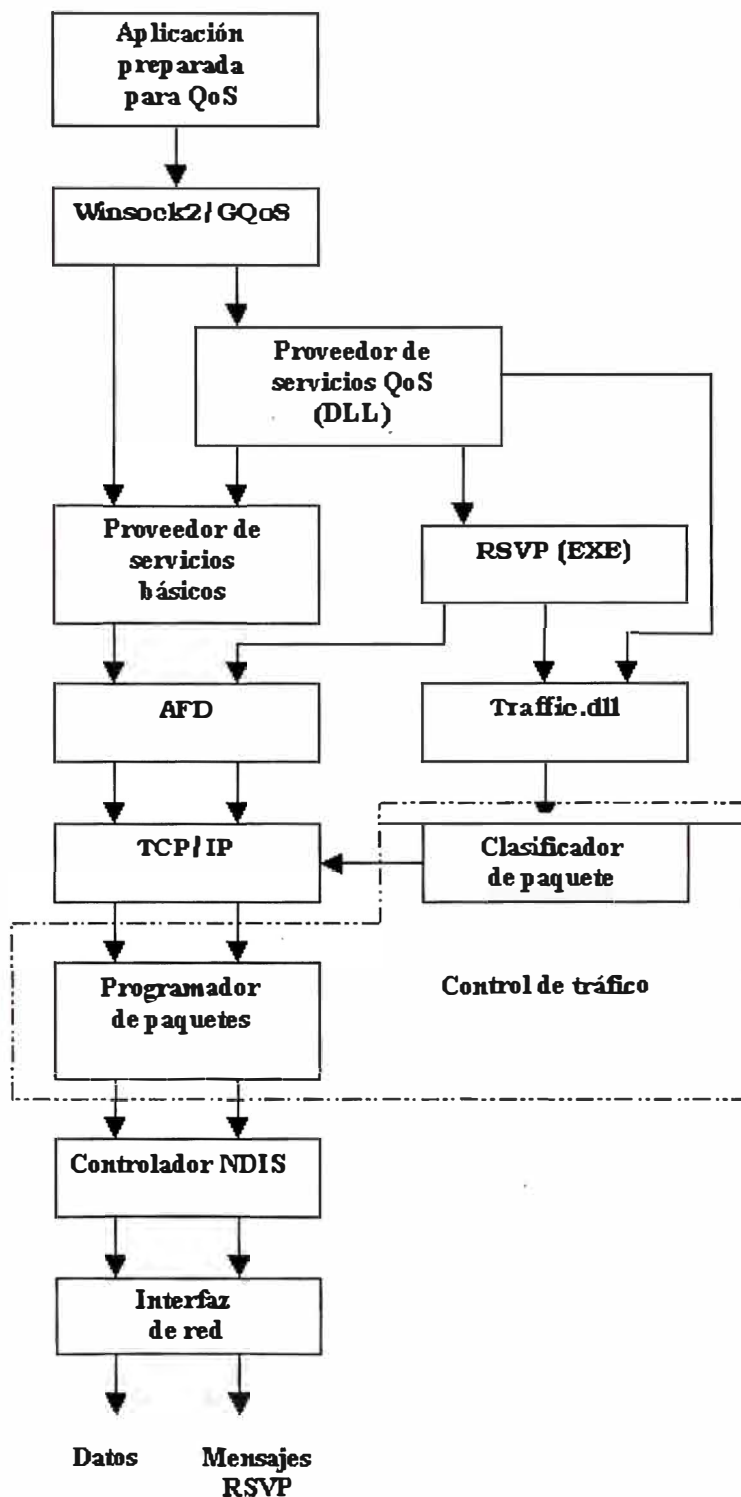 Aplicación
preparada
para QoS
Winsock2/GQoS
Proveedor de
servicios QoS
(DLL)
Proveedor de
servicios
básicos
RSVP (EXE)
AFD
Traffic.dll
TCP/IP
Clasificador
de paquete
Programador
de paquetes
Control de tráfico
Controlador NDIS
Interfaz
de red
Datos
Mensajes
RSVP